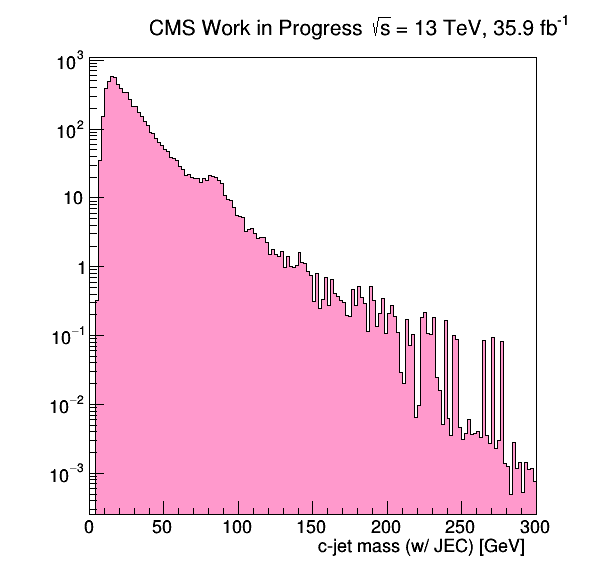 CMS Work in Progress √s = 13 TeV, 35.9 fb⁻¹
10³
10²
10
1
10⁻¹
10⁻²
10⁻³
0 50 100 150 200 250 300
c-jet mass (w/ JEC) [GeV]